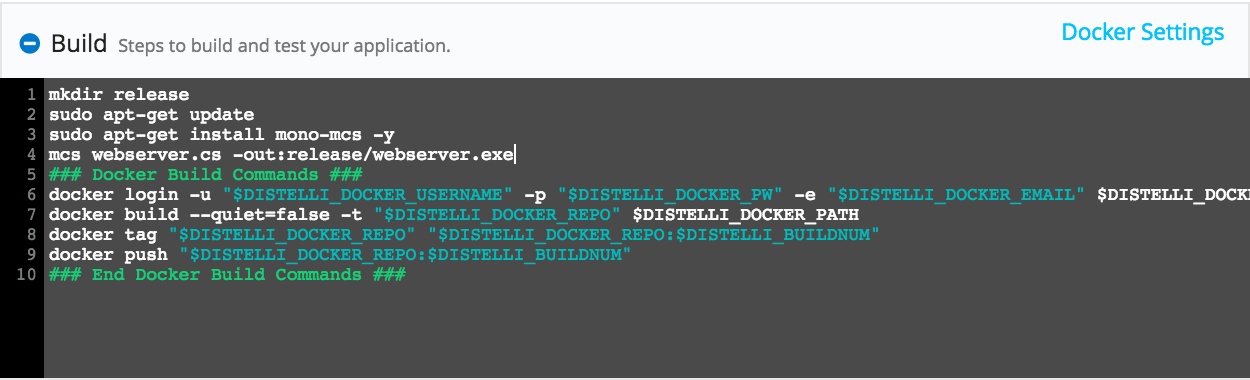 Build Steps to build and test your application. Docker Settings
1 mkdir release
2 sudo apt-get update
3 sudo apt-get install mono-mcs -y
4 mcs webserver.cs -out:release/webserver.exe
5 ### Docker Build Commands ###
6 docker login -u "$DISTELLI_DOCKER_USERNAME" -p "$DISTELLI_DOCKER_PW" -e "$DISTELLI_DOCKER_EMAIL" $DISTELLI_DOCK
7 docker build --quiet=false -t "$DISTELLI_DOCKER_REPO" $DISTELLI_DOCKER_PATH
8 docker tag "$DISTELLI_DOCKER_REPO" "$DISTELLI_DOCKER_REPO:$DISTELLI_BUILDNUM"
9 docker push "$DISTELLI_DOCKER_REPO:$DISTELLI_BUILDNUM"
10 ### End Docker Build Commands ###